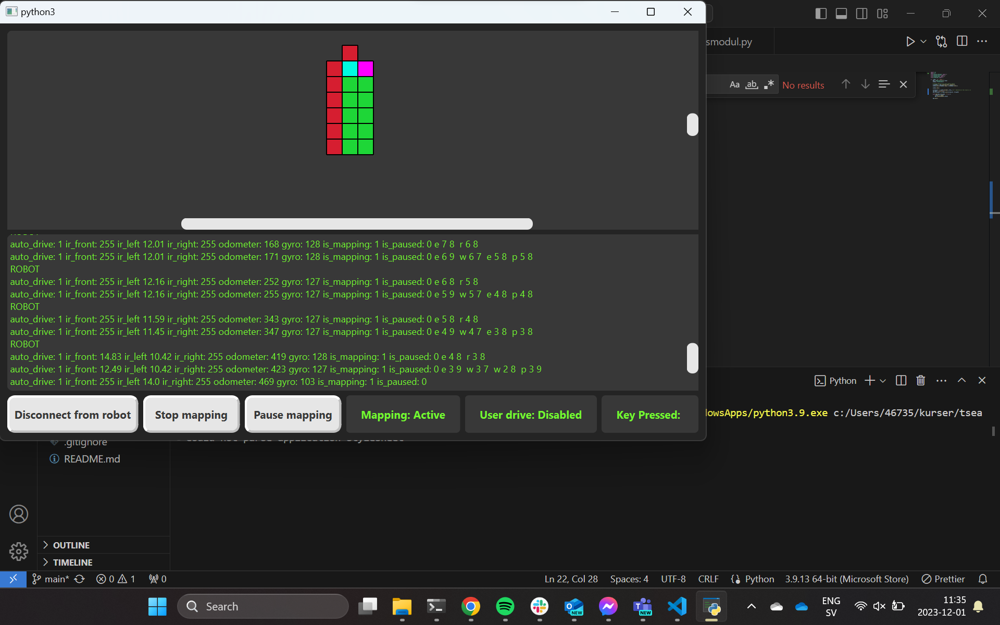 python3
smodul.py
Aa ab .*
No results
auto_drive: 1 ir_front: 255 ir_left 12.01 ir_right: 255 odometer: 168 gyro: 128 is_mapping: 1 is_paused: 0 e 7 8 r 6 8
auto_drive: 1 ir_front: 255 ir_left 12.01 ir_right: 255 odometer: 171 gyro: 128 is_mapping: 1 is_paused: 0 e 6 9 w 6 7 e 5 8 p 5 8
ROBOT
auto_drive: 1 ir_front: 255 ir_left 12.16 ir_right: 255 odometer: 252 gyro: 127 is_mapping: 1 is_paused: 0 e 6 8 r 5 8
auto_drive: 1 ir_front: 255 ir_left 12.16 ir_right: 255 odometer: 255 gyro: 127 is_mapping: 1 is_paused: 0 e 5 9 w 5 7 e 4 8 p 4 8
ROBOT
auto_drive: 1 ir_front: 255 ir_left 11.59 ir_right: 255 odometer: 343 gyro: 127 is_mapping: 1 is_paused: 0 e 5 8 r 4 8
auto_drive: 1 ir_front: 255 ir_left 11.45 ir_right: 255 odometer: 347 gyro: 127 is_mapping: 1 is_paused: 0 e 4 9 w 4 7 e 3 8 p 3 8
ROBOT
auto_drive: 1 ir_front: 14.83 ir_left 10.42 ir_right: 255 odometer: 419 gyro: 128 is_mapping: 1 is_paused: 0 e 4 8 r 3 8
auto_drive: 1 ir_front: 12.49 ir_left 10.42 ir_right: 255 odometer: 423 gyro: 127 is_mapping: 1 is_paused: 0 e 3 9 w 3 7 w 2 8 p 3 9
auto_drive: 1 ir_front: 255 ir_left 14.0 ir_right: 255 odometer: 469 gyro: 103 is_mapping: 1 is_paused: 0
Python
Disconnect from robot Stop mapping Pause mapping Mapping: Active User drive: Disabled Key Pressed:
lowsApps/python3.9.exe c:/Users/46735/kurser/tsea
.gitignore
README.md
OUTLINE
TIMELINE
main* 0 1 0 Ln 22, Col 28 Spaces: 4 UTF-8 CRLF Python 3.9.13 64-bit (Microsoft Store) Prettier
Search
NEW
NEW
ENG
SV
11:35
2023-12-01